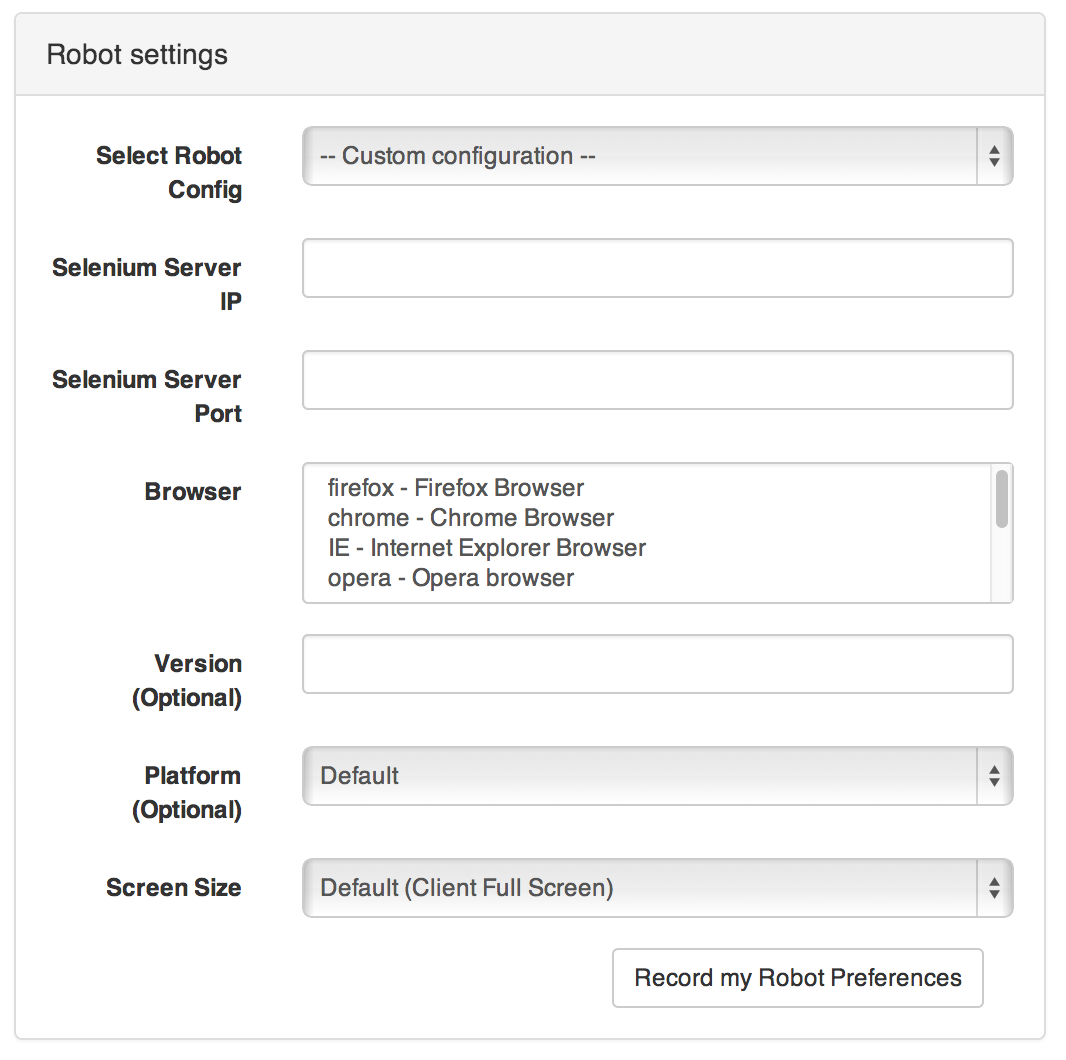 Robot settings
Select Robot
Config
-- Custom configuration --
Selenium Server
IP
Selenium Server
Port
Browser
firefox - Firefox Browser
chrome - Chrome Browser
IE - Internet Explorer Browser
opera - Opera browser
Version
(Optional)
Platform
(Optional)
Default
Screen Size
Default (Client Full Screen)
Record my Robot Preferences